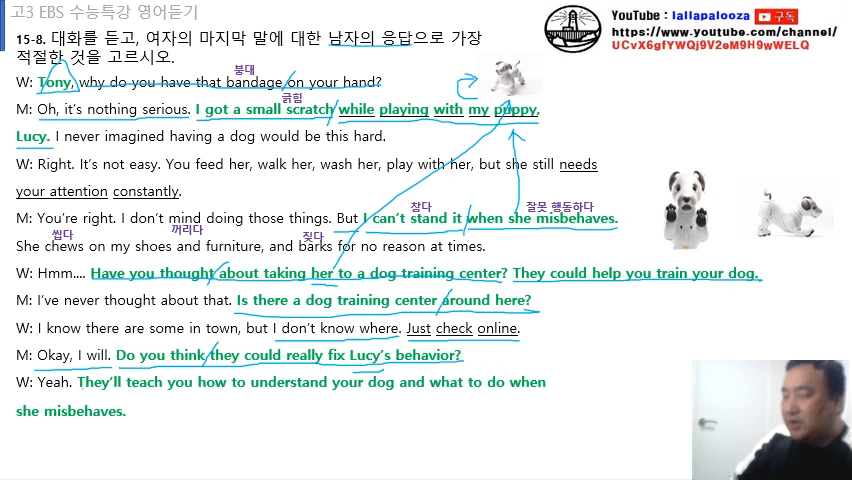 고3 EBS 수능특강 영어듣기
YouTube : lallapalooza 구독
https://www.youtube.com/channel/
UCvX6gfYWQj9V2eM9H9wWELQ
15-8. 대화를 듣고, 여자의 마지막 말에 대한 남자의 응답으로 가장
적절한 것을 고르시오.
붕대
W: Tony, why do you have that bandage on your hand?
긁힘
M: Oh, it's nothing serious. I got a small scratch while playing with my puppy,
Lucy. I never imagined having a dog would be this hard.
W: Right. It's not easy. You feed her, walk her, wash her, play with her, but she still needs
your attention constantly.
참다 잘못 행동하다
M: You're right. I don't mind doing those things. But I can't stand it when she misbehaves.
씹다 꺼리다 짖다
She chews on my shoes and furniture, and barks for no reason at times.
W: Hmm.... Have you thought about taking her to a dog training center? They could help you train your dog.
M: I've never thought about that. Is there a dog training center around here?
W: I know there are some in town, but I don't know where. Just check online.
M: Okay, I will. Do you think they could really fix Lucy's behavior?
W: Yeah. They'll teach you how to understand your dog and what to do when
she misbehaves.